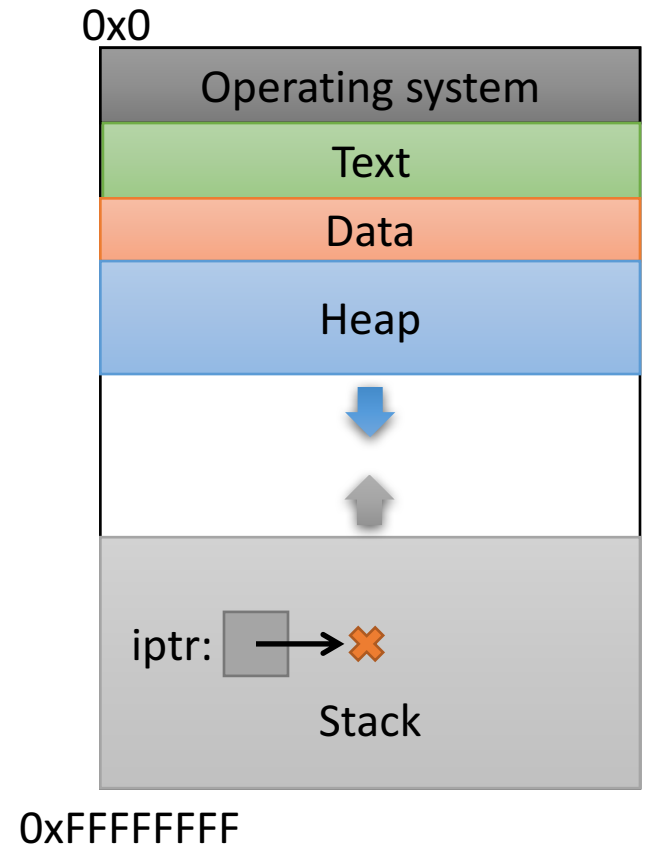 0x0
Operating system
Text
Data
Heap
iptr:
Stack
0xFFFFFFFF